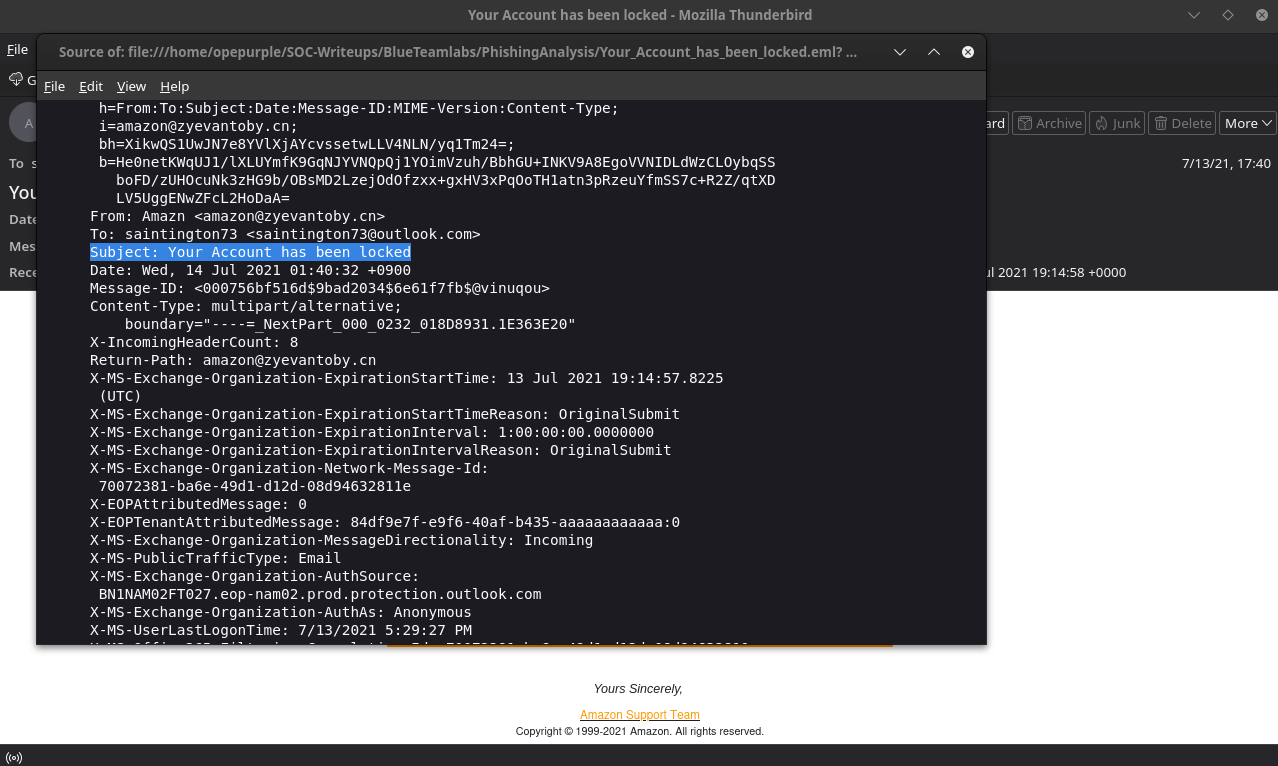 Your Account has been locked - Mozilla Thunderbird
File
Source of: file:///home/opepurple/SOC-Writeups/BlueTeamlabs/PhishingAnalysis/Your_Account_has_been_locked.eml? ...
G
File Edit View Help
A
ard Archive Junk Delete More
To s
7/13/21, 17:40
You
Date
Mes
Rece
ul 2021 19:14:58 +0000
h=From:To:Subject:Date:Message-ID:MIME-Version:Content-Type;
i=amazon@zyevantoby.cn;
bh=XikwQS1UwJN7e8YVlXjAYcvssetwLLV4NLN/yq1Tm24=;
b=He0netKWqUJ1/lXLUYmfK9GqNJYVNQpQj1YOimVzuh/BbhGU+INKV9A8EgoVVNIDLdWzCLOybqSS
boFD/zUHOcuNk3zHG9b/OBsMD2LzejOdOfzxx+gxHV3xPqOoTH1atn3pRzeuYfmSS7c+R2Z/qtXD
LV5UggENwZFcL2HoDaA=
From: Amazn <amazon@zyevantoby.cn>
To: saintington73 <saintington73@outlook.com>
Subject: Your Account has been locked
Date: Wed, 14 Jul 2021 01:40:32 +0900
Message-ID: <000756bf516d$9bad2034$6e61f7fb$@vinuqou>
Content-Type: multipart/alternative;
boundary="----=_NextPart_000_0232_018D8931.1E363E20"
X-IncomingHeaderCount: 8
Return-Path: amazon@zyevantoby.cn
X-MS-Exchange-Organization-ExpirationStartTime: 13 Jul 2021 19:14:57.8225
(UTC)
X-MS-Exchange-Organization-ExpirationStartTimeReason: OriginalSubmit
X-MS-Exchange-Organization-ExpirationInterval: 1:00:00:00.0000000
X-MS-Exchange-Organization-ExpirationIntervalReason: OriginalSubmit
X-MS-Exchange-Organization-Network-Message-Id:
70072381-ba6e-49d1-d12d-08d94632811e
X-EOPAttributedMessage: 0
X-EOPTenantAttributedMessage: 84df9e7f-e9f6-40af-b435-aaaaaaaaaaaa:0
X-MS-Exchange-Organization-MessageDirectionality: Incoming
X-MS-PublicTrafficType: Email
X-MS-Exchange-Organization-AuthSource:
BN1NAM02FT027.eop-nam02.prod.protection.outlook.com
X-MS-Exchange-Organization-AuthAs: Anonymous
X-MS-UserLastLogonTime: 7/13/2021 5:29:27 PM
Yours Sincerely,
Amazon Support Team
Copyright © 1999-2021 Amazon. All rights reserved.